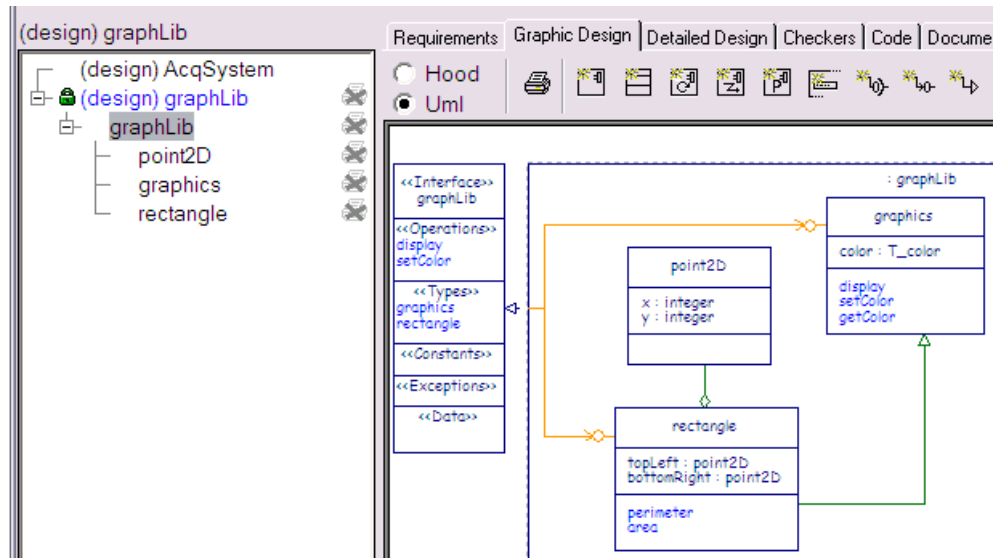 (design) graphLib
(design) AcqSystem
(design) graphLib
graphLib
point2D
graphics
rectangle
Requirements
Graphic Design
Detailed Design
Checkers
Code
Docume
Hood
Uml
<<Interface>>
graphLib
<<Operations>>
display
setColor
<<Types>>
graphics
rectangle
<<Constants>>
<<Exceptions>>
<<Data>>
: graphLib
graphics
color : T_color
display
setColor
getColor
point2D
x : integer
y : integer
rectangle
topLeft : point2D
bottomRight : point2D
perimeter
area